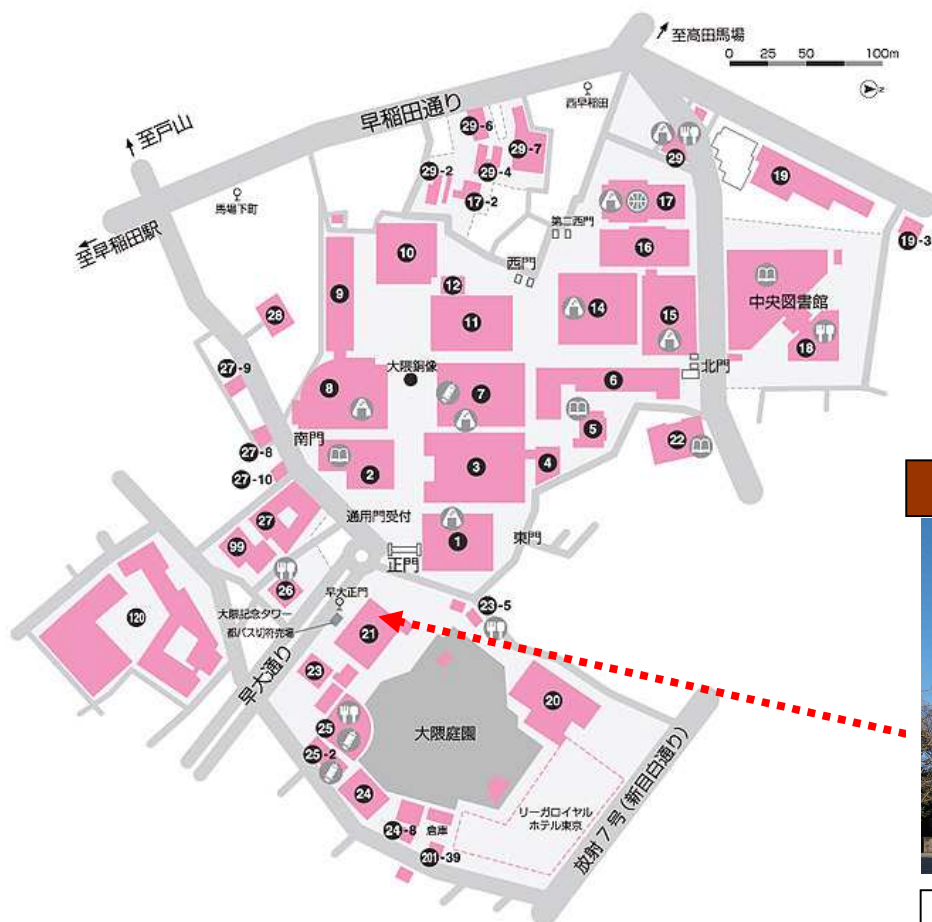 至高田馬場
0 25 50 100m
z
西早稲田
早稲田通り
至戸山
馬場下町
至早稲田駅
29-6
29-7
29-2
29-4
17-2
29
19
19-3
第二西門
西門
17
16
10
12
9
11
14
15
中央図書館
18
28
27-9
大隈銅像
8
7
6
北門
5
22
南門
2
3
4
27-8
27-10
通用門受付
27
99
1
正門
東門
26
大隈記念タワー
早大正門
都バス切符売場
120
早大通り
21
23-5
23
20
25
25-2
大隈庭園
24
リーガロイヤル
ホテル東京
24-8
倉庫
201-39
放射7号(新目白通り)